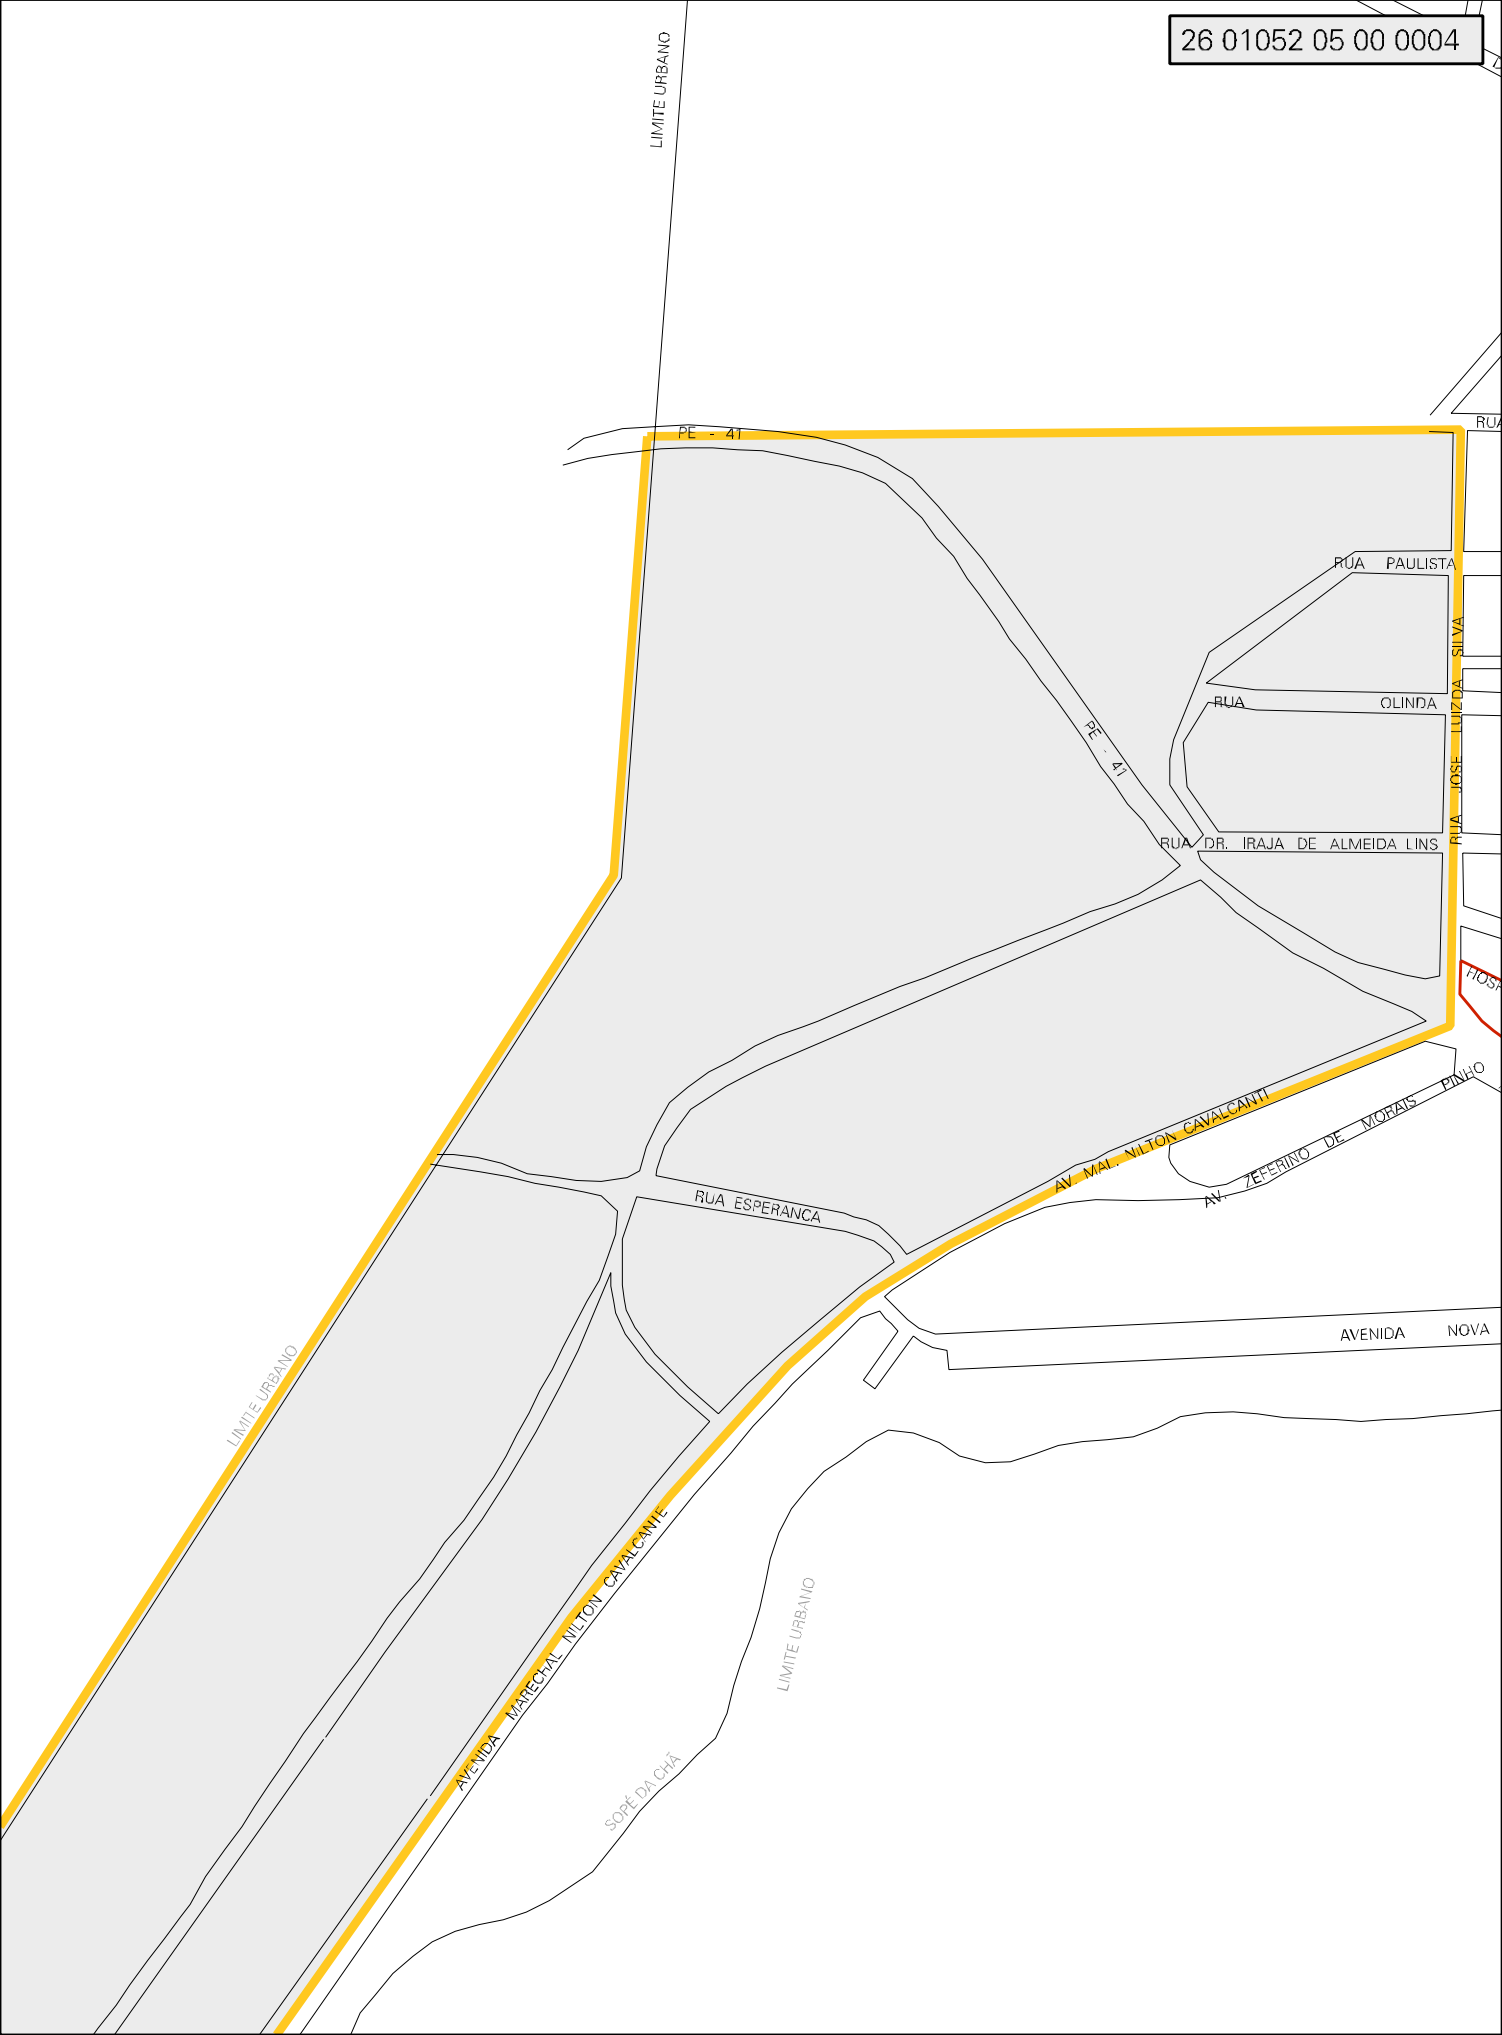 26 01052 05 00 0004
LIMITE URBANO
RUA
PE - 41
RUA PAULISTA
RUA OLINDA
RUA JOSE LUIZDA SILVA
PE - 41
RUA DR. IRAJA DE ALMEIDA LINS
AV. MAL. NILTON CAVALCANTI
AV. ZEFERINO DE MORAIS PINHO
RUA ESPERANCA
AVENIDA NOVA
LIMITE URBANO
AVENIDA MARECHAL NILTON CAVALCANTE
LIMITE URBANO
SOPÉ DA CHÃ